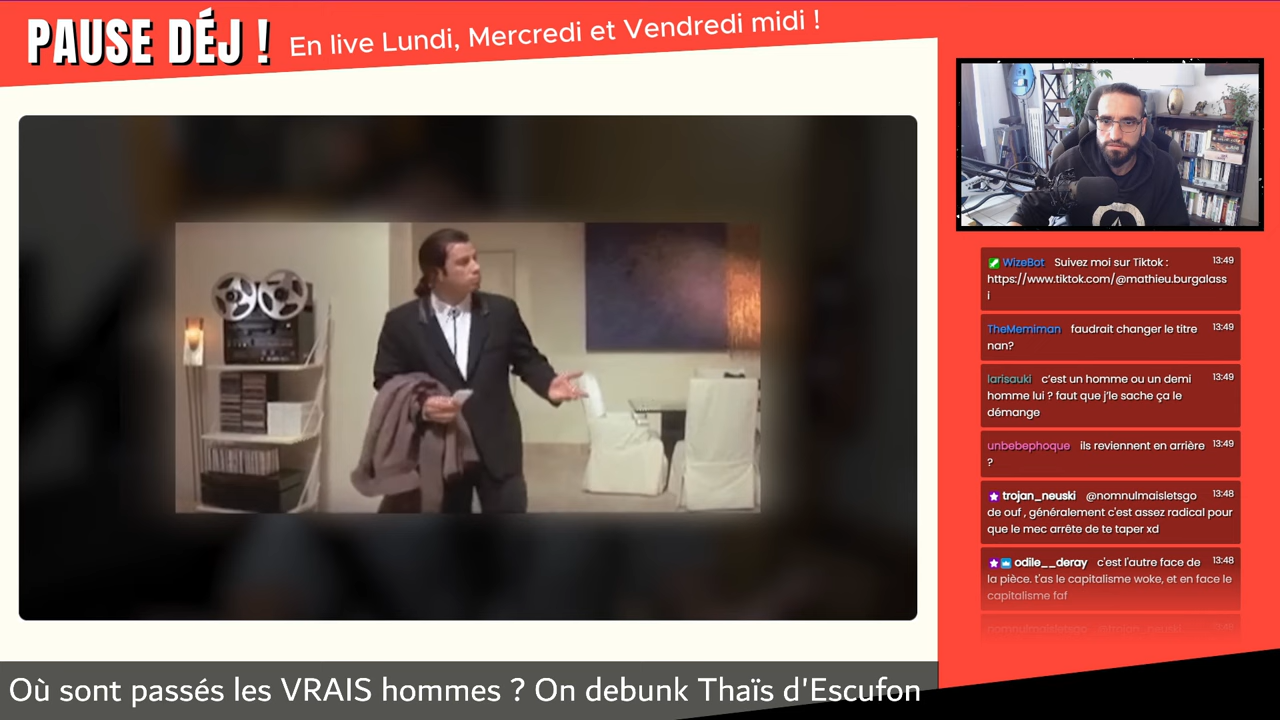 PAUSE DÉJ !
En live Lundi, Mercredi et Vendredi midi !
WizeBot Suivez moi sur Tiktok : 13:49
https://www.tiktok.com/@mathieu.burgalass
i
TheMemiman faudrait changer le titre 13:49
nan?
larisauki c'est un homme ou un demi 13:49
homme lui ? faut que j'le sache ça le
démange
unbebephoque ils reviennent en arrière 13:49
?
trojan_neuski @nomnulmaisletsgo 13:48
de ouf , généralement c'est assez radical pour
que le mec arrête de te taper xd
odile__deray c'est l'autre face de 13:48
la pièce. t'as le capitalisme woke, et en face le
capitalisme faf
Où sont passés les VRAIS hommes ? On debunk Thaïs d'Escufon